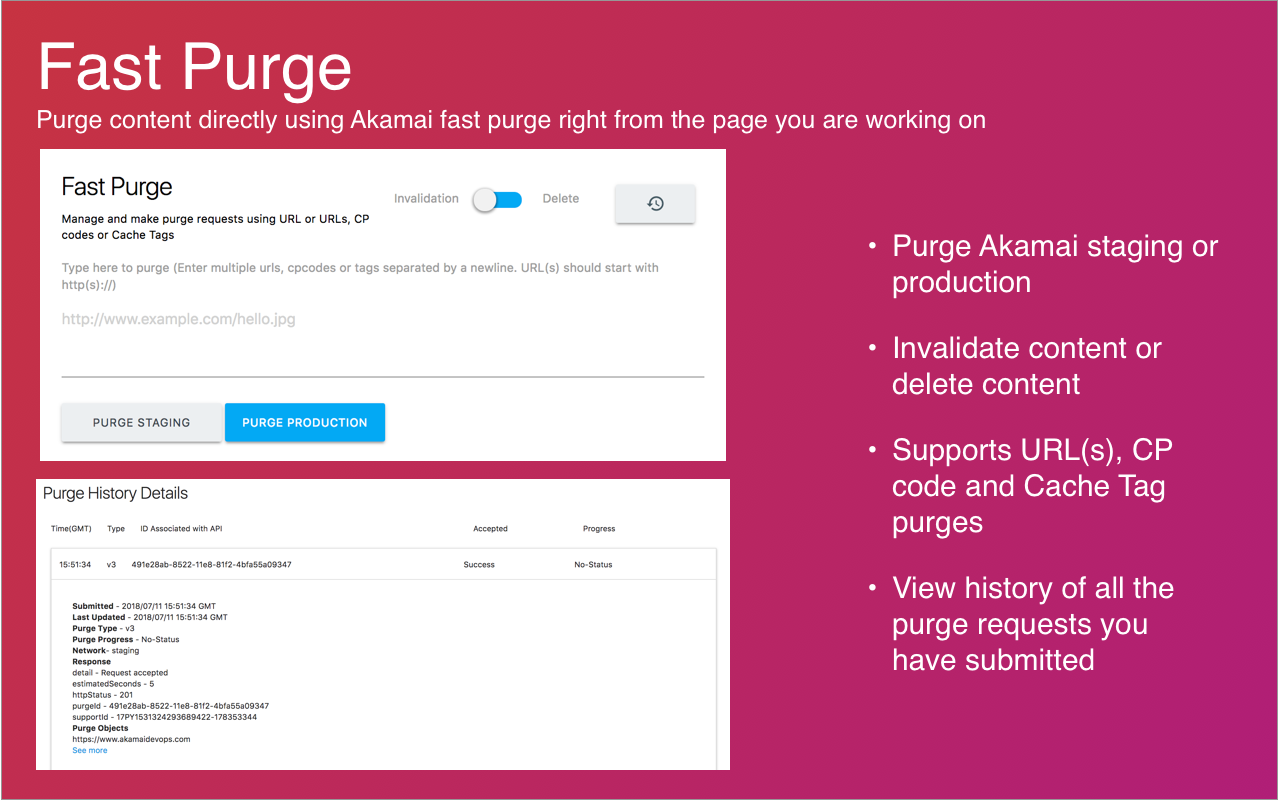 Fast Purge
Purge content directly using Akamai fast purge right from the page you are working on
Fast Purge
Invalidation
Delete
Manage and make purge requests using URL or URLs, CP
codes or Cache Tags
Type here to purge (Enter multiple urls, cpcodes or tags separated by a newline. URL(s) should start with
http(s)://)
http://www.example.com/hello.jpg
PURGE STAGING
PURGE PRODUCTION
Purge History Details
Time(GMT) Type ID Associated with API Accepted Progress
15:51:34 v3 491e28ab-8522-11e8-81f2-4bfa55a09347 Success No-Status
Submitted - 2018/07/11 15:51:34 GMT
Last Updated - 2018/07/11 15:51:34 GMT
Purge Type - v3
Purge Progress - No-Status
Network- staging
Response
detail - Request accepted
estimatedSeconds - 5
httpStatus - 201
purgeId - 491e28ab-8522-11e8-81f2-4bfa55a09347
supportId - 17PY1531324293689422-178353344
Purge Objects
https://www.akamaidevops.com
See more
• Purge Akamai staging or
production
• Invalidate content or
delete content
• Supports URL(s), CP
code and Cache Tag
purges
• View history of all the
purge requests you
have submitted